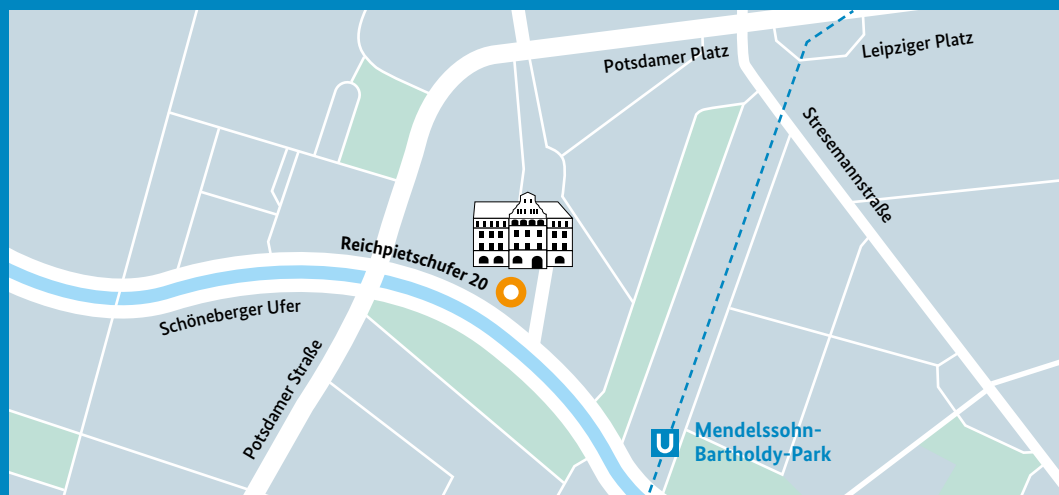 Potsdamer Platz
Leipziger Platz
Stresemannstraße
Reichpietschufer 20
Schöneberger Ufer
Potsdamer Straße
U
Mendelssohn-
Bartholdy-Park